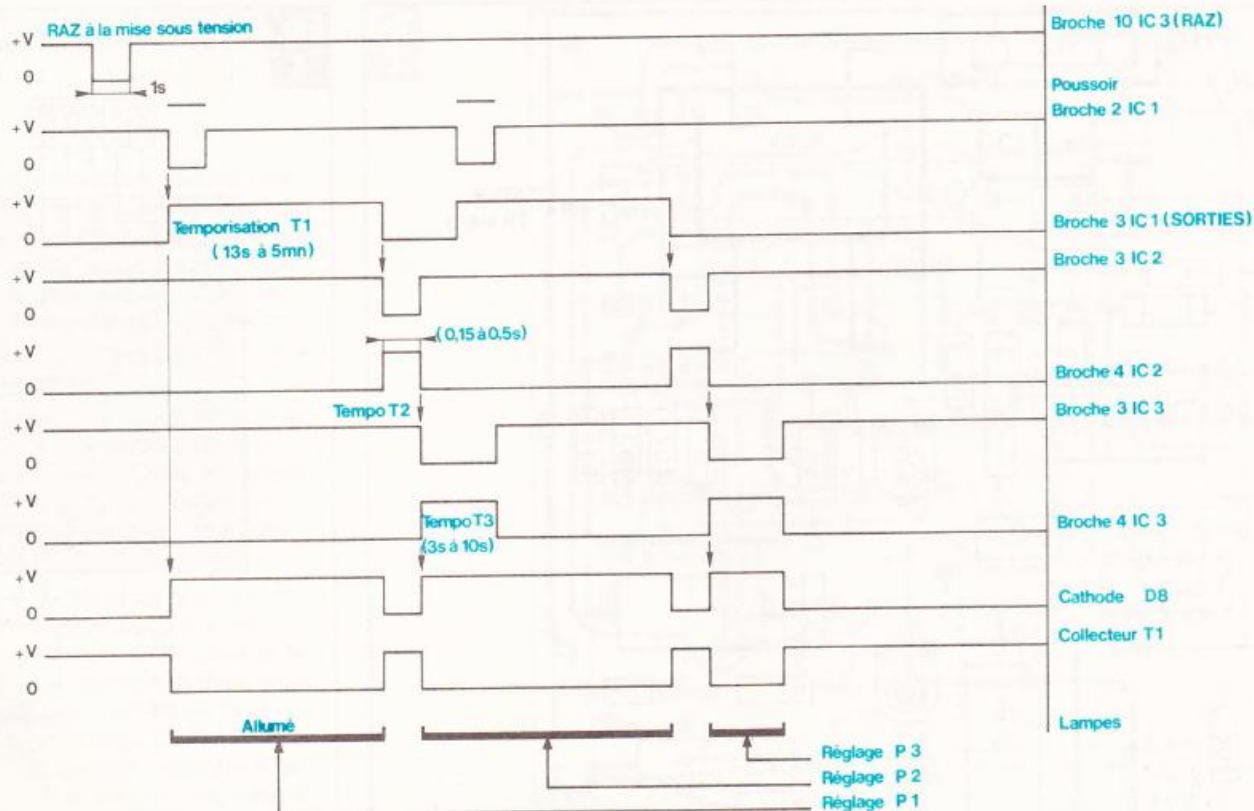 RAZ à la mise sous tension
Broche 10 IC 3 (RAZ)
+V
0
1s
Poussoir
Broche 2 IC 1
+V
0
+V
Temporisation T1
Broche 3 IC 1 (SORTIES)
0
(13s à 5mn)
Broche 3 IC 2
+V
0
(0,15 à 0,5s)
+V
0
Broche 4 IC 2
Tempo T2
Broche 3 IC 3
+V
0
+V
Tempo T3
Broche 4 IC 3
0
(3s à 10s)
+V
Cathode D8
0
Collecteur T1
+V
0
Allumé
Lampes
Réglage P 3
Réglage P 2
Réglage P 1